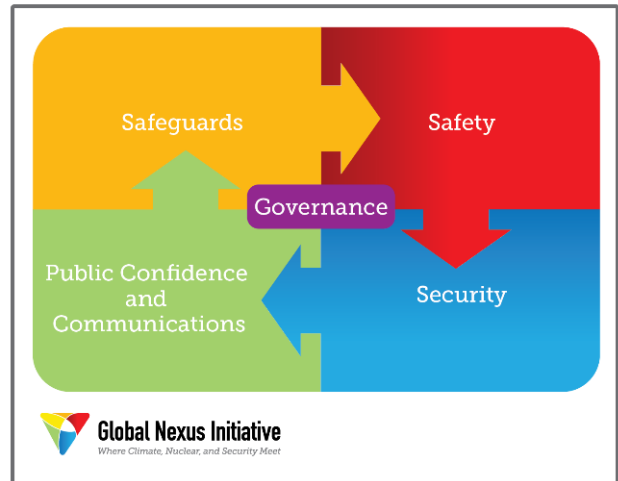 Safeguards
Safety
Governance
Public Confidence
and
Communications
Security
Global Nexus Initiative
Where Climate, Nuclear, and Security Meet